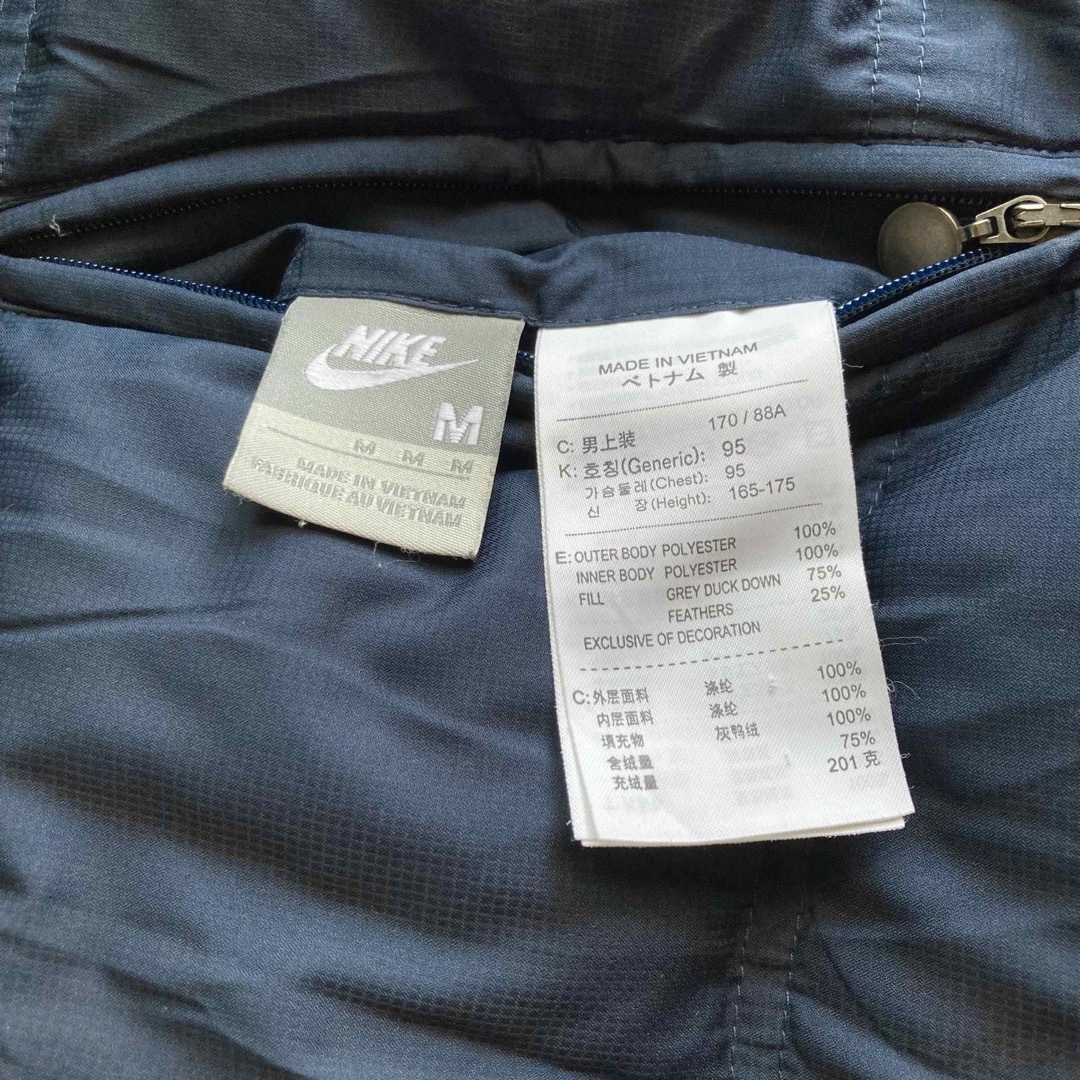 NIKE
M
M M M
MADE IN VIETNAM
FABRIQUE AU VIETNAM
MADE IN VIETNAM
ベトナム 製
170 / 88A
C: 男上装
K: 호칭(Generic): 95
가슴둘레(Chest): 95
신 장(Height): 165-175
E: OUTER BODY POLYESTER 100%
INNER BODY POLYESTER 100%
FILL GREY DUCK DOWN 75%
FEATHERS 25%
EXCLUSIVE OF DECORATION
C: 外层面料 涤纶 100%
内层面料 涤纶 100%
填充物 灰鸭绒 100%
含绒量 75%
充绒量 201 克